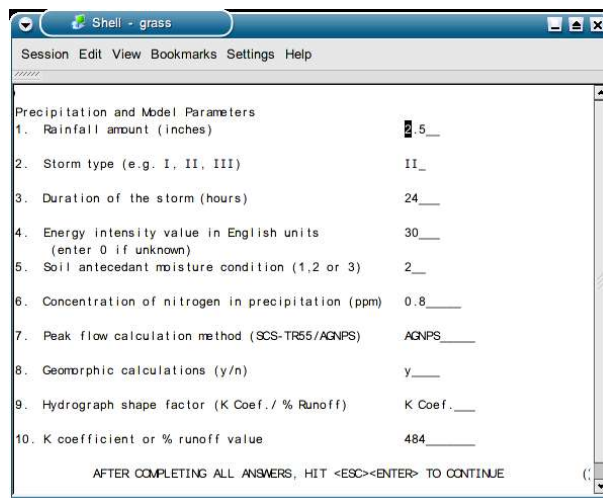 Shell - grass
Session Edit View Bookmarks Settings Help
Precipitation and Model Parameters
1. Rainfall amount (inches) 2.5__
2. Storm type (e.g. I, II, III) II_
3. Duration of the storm (hours) 24___
4. Energy intensity value in English units 30___
(enter 0 if unknown)
5. Soil antecedant moisture condition (1,2 or 3) 2__
6. Concentration of nitrogen in precipitation (ppm) 0.8_____
7. Peak flow calculation method (SCS-TR55/AGNPS) AGNPS_____
8. Geomorphic calculations (y/n) y____
9. Hydrograph shape factor (K Coef./ % Runoff) K Coef.___
10. K coefficient or % runoff value 484_______
AFTER COMPLETING ALL ANSWERS, HIT <ESC><ENTER> TO CONTINUE (